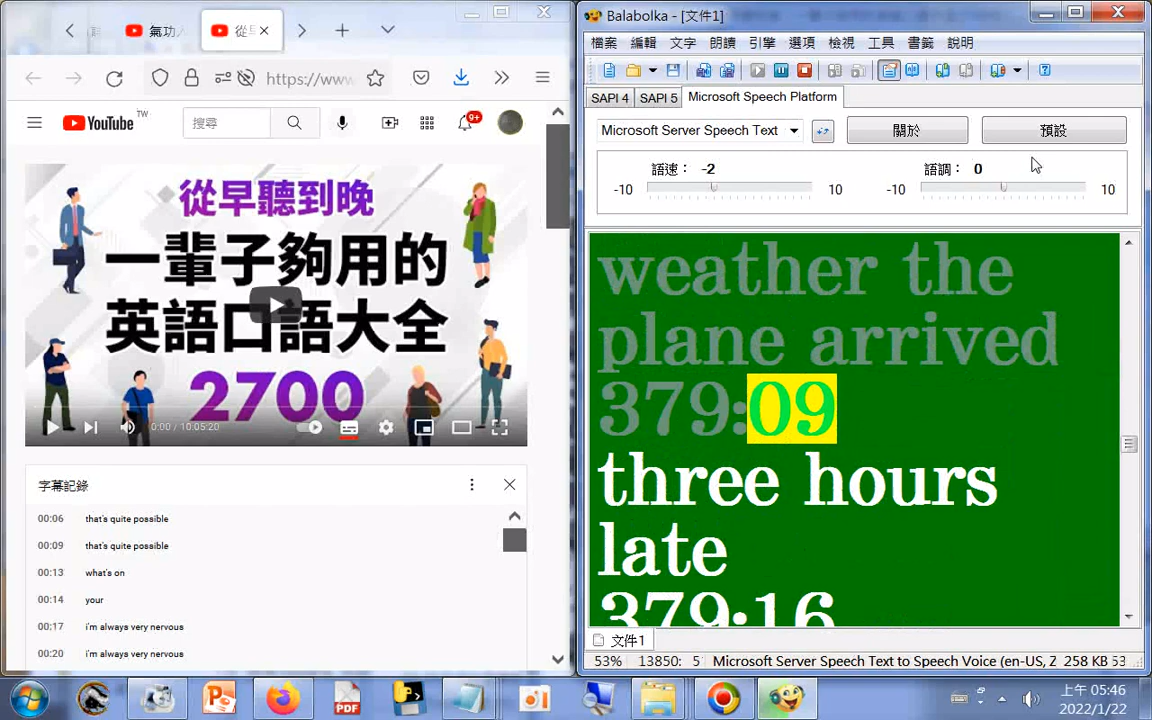 氣功
從
https://www
YouTube TW
搜尋
9+
從早聽到晚
一輩子夠用的
英語口語大全
2700
0:00 / 10:05:20
字幕記錄
00:06 that's quite possible
00:09 that's quite possible
00:13 what's on
00:14 your
00:17 i'm always very nervous
00:20 i'm always very nervous
Balabolka - [文件1]
檔案 編輯 文字 朗讀 引擎 選項 檢視 工具 書籤 說明
SAPI 4 SAPI 5 Microsoft Speech Platform
Microsoft Server Speech Text 關於 預設
語速： -2 語調： 0
-10 10 -10 10
weather the
plane arrived
379:09
three hours
late
379:16
文件1
53% 13850: 5 Microsoft Server Speech Text to Speech Voice (en-US, Z 258 KB 53
上午 05:46
2022/1/22